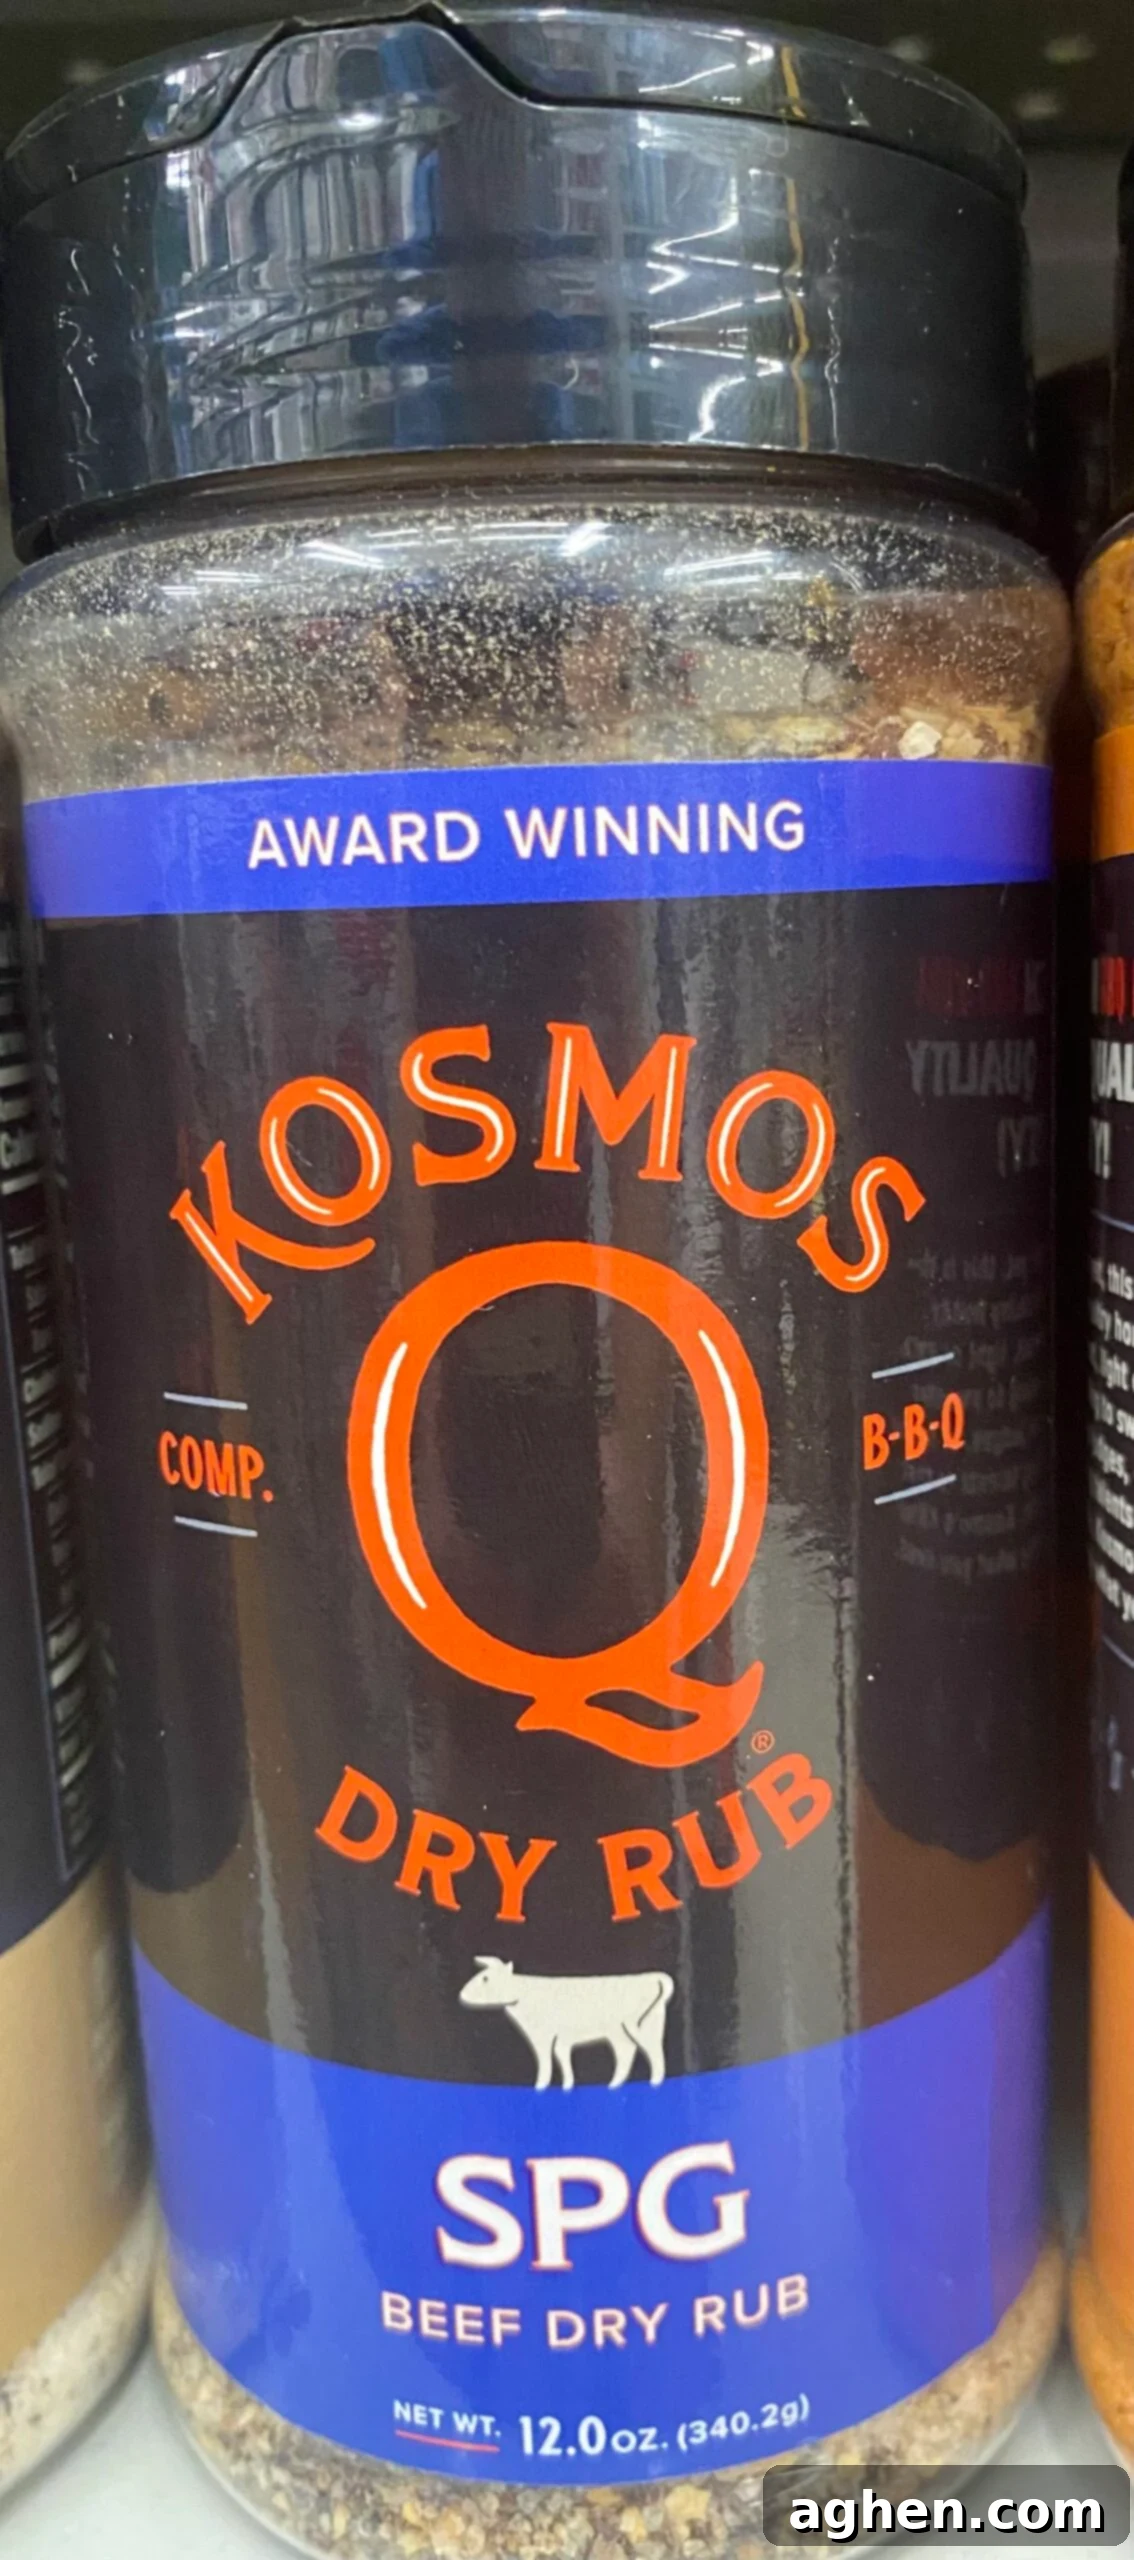 AWARD WINNING
KOSMOS
Q
COMP.
B-B-Q
DRY RUB®
SPG
BEEF DRY RUB
NET WT. 12.0 oz. (340.2g)
QUALITY
aghen.com